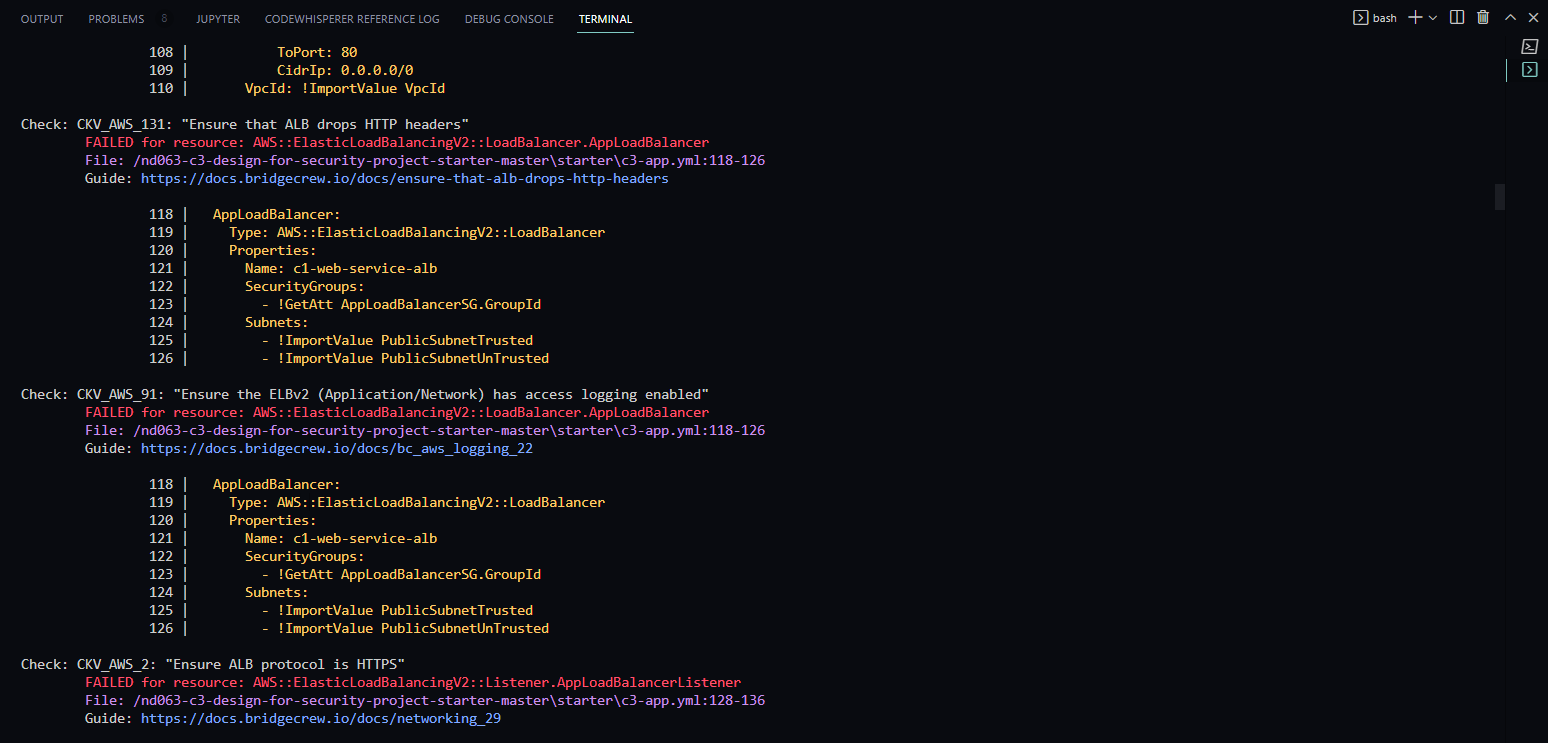 OUTPUT PROBLEMS 8 JUPYTER CODEWHISPERER REFERENCE LOG DEBUG CONSOLE TERMINAL bash
108 | ToPort: 80
109 | CidrIp: 0.0.0.0/0
110 | VpcId: !ImportValue VpcId
Check: CKV_AWS_131: "Ensure that ALB drops HTTP headers"
FAILED for resource: AWS::ElasticLoadBalancingV2::LoadBalancer.AppLoadBalancer
File: /nd063-c3-design-for-security-project-starter-master\starter\c3-app.yml:118-126
Guide: https://docs.bridgecrew.io/docs/ensure-that-alb-drops-http-headers
118 | AppLoadBalancer:
119 | Type: AWS::ElasticLoadBalancingV2::LoadBalancer
120 | Properties:
121 | Name: c1-web-service-alb
122 | SecurityGroups:
123 | - !GetAtt AppLoadBalancerSG.GroupId
124 | Subnets:
125 | - !ImportValue PublicSubnetTrusted
126 | - !ImportValue PublicSubnetUnTrusted
Check: CKV_AWS_91: "Ensure the ELBv2 (Application/Network) has access logging enabled"
FAILED for resource: AWS::ElasticLoadBalancingV2::LoadBalancer.AppLoadBalancer
File: /nd063-c3-design-for-security-project-starter-master\starter\c3-app.yml:118-126
Guide: https://docs.bridgecrew.io/docs/bc_aws_logging_22
118 | AppLoadBalancer:
119 | Type: AWS::ElasticLoadBalancingV2::LoadBalancer
120 | Properties:
121 | Name: c1-web-service-alb
122 | SecurityGroups:
123 | - !GetAtt AppLoadBalancerSG.GroupId
124 | Subnets:
125 | - !ImportValue PublicSubnetTrusted
126 | - !ImportValue PublicSubnetUnTrusted
Check: CKV_AWS_2: "Ensure ALB protocol is HTTPS"
FAILED for resource: AWS::ElasticLoadBalancingV2::Listener.AppLoadBalancerListener
File: /nd063-c3-design-for-security-project-starter-master\starter\c3-app.yml:128-136
Guide: https://docs.bridgecrew.io/docs/networking_29